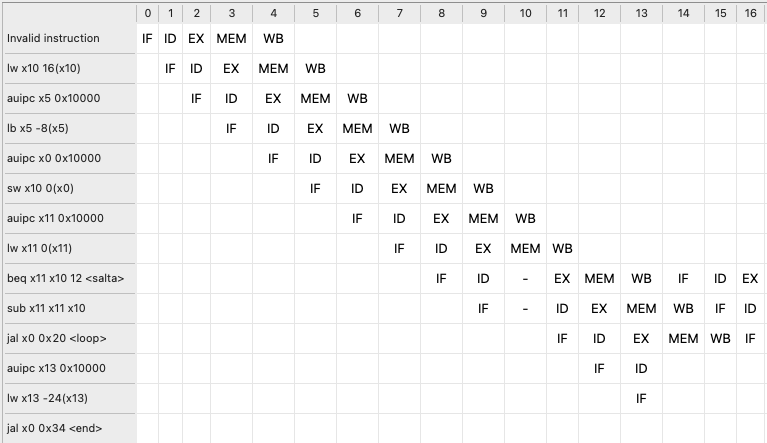 0 1 2 3 4 5 6 7 8 9 10 11 12 13 14 15 16
Invalid instruction IF ID EX MEM WB
lw x10 16(x10) IF ID EX MEM WB
auipc x5 0x10000 IF ID EX MEM WB
lb x5 -8(x5) IF ID EX MEM WB
auipc x0 0x10000 IF ID EX MEM WB
sw x10 0(x0) IF ID EX MEM WB
auipc x11 0x10000 IF ID EX MEM WB
lw x11 0(x11) IF ID EX MEM WB
beq x11 x10 12 <salta> IF ID - EX MEM WB IF ID EX
sub x11 x11 x10 IF - ID EX MEM WB IF ID
jal x0 0x20 <loop> IF ID EX MEM WB IF
auipc x13 0x10000 IF ID
lw x13 -24(x13) IF
jal x0 0x34 <end>